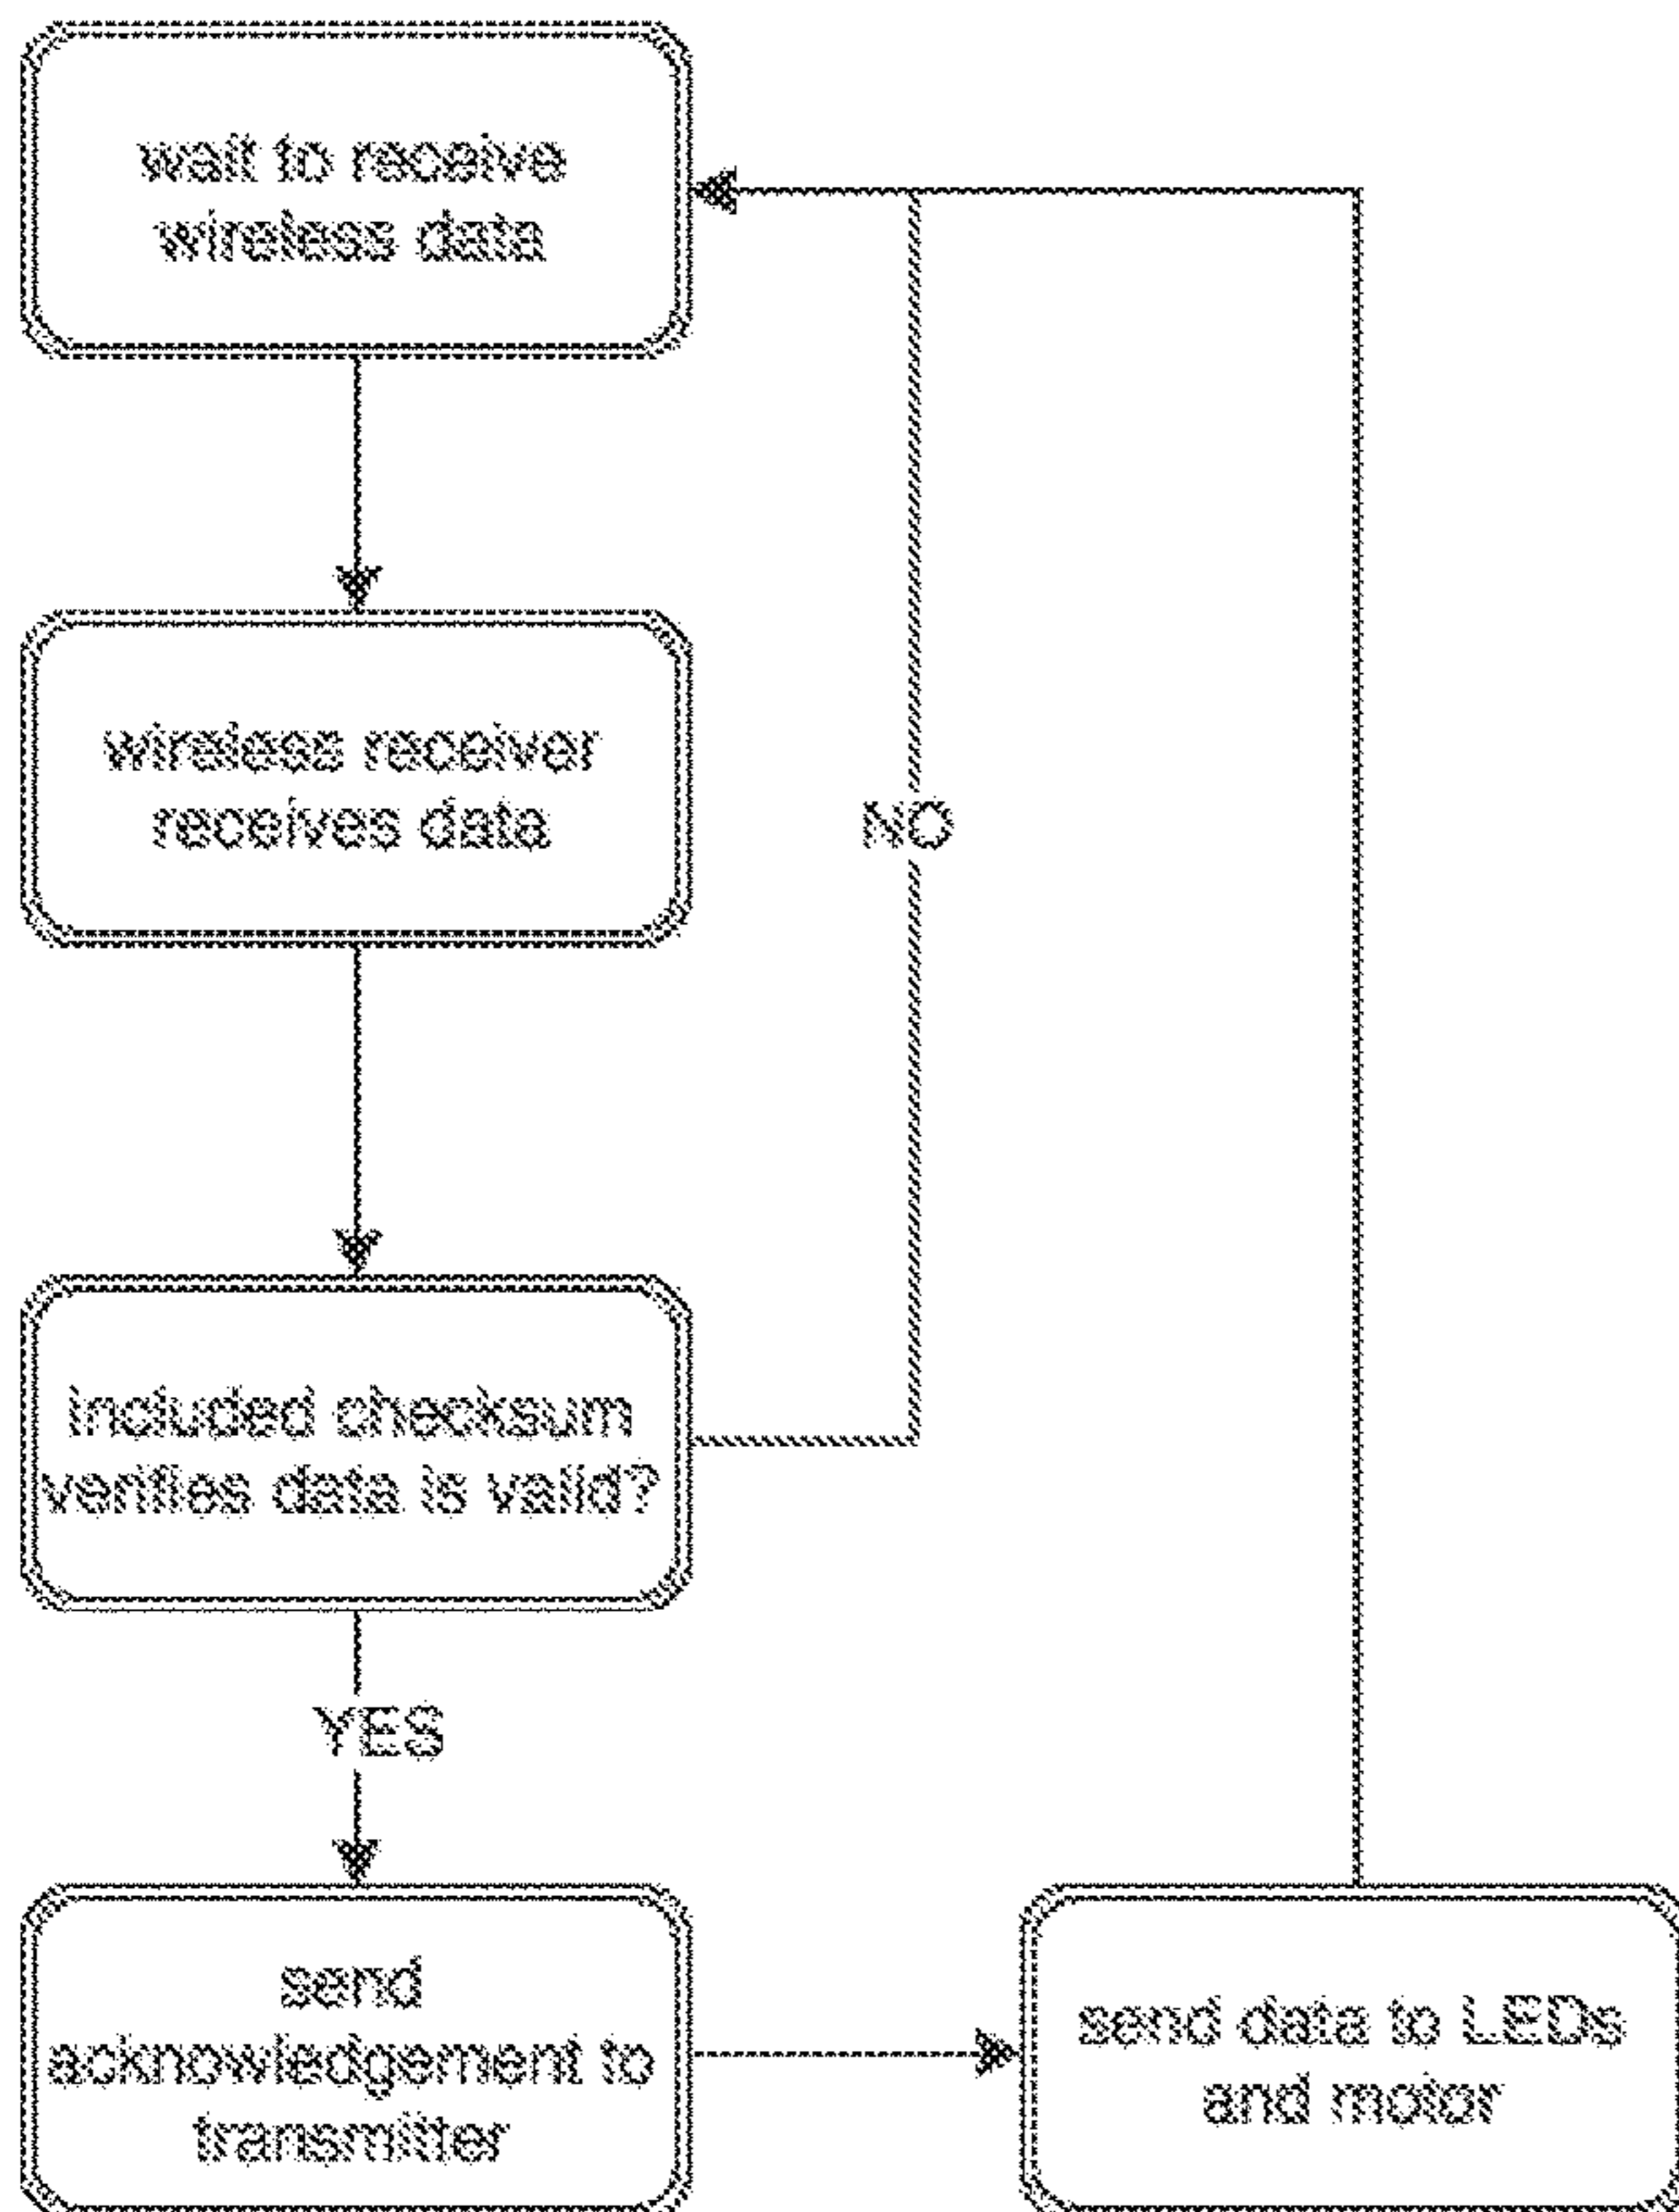 wait to receive
wireless data
wireless receiver
receives data
NO
included checksum
verifies data is valid?
YES
send
acknowledgement to
transmitter
send data to LEDs
and motor